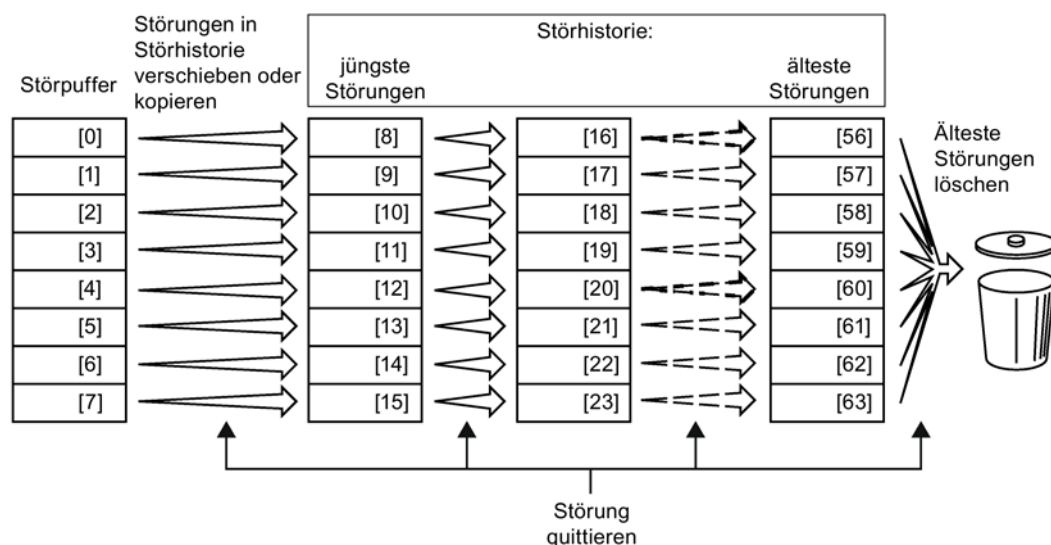 Störungen in
Störhistorie
verschieben oder
kopieren
Störpuffer
Störhistorie:
jüngste
Störungen
älteste
Störungen
[0] [8] [16] [56]
[1] [9] [17] [57]
[2] [10] [18] [58]
[3] [11] [19] [59]
[4] [12] [20] [60]
[5] [13] [21] [61]
[6] [14] [22] [62]
[7] [15] [23] [63]
Älteste
Störungen
löschen
Störung
quittieren